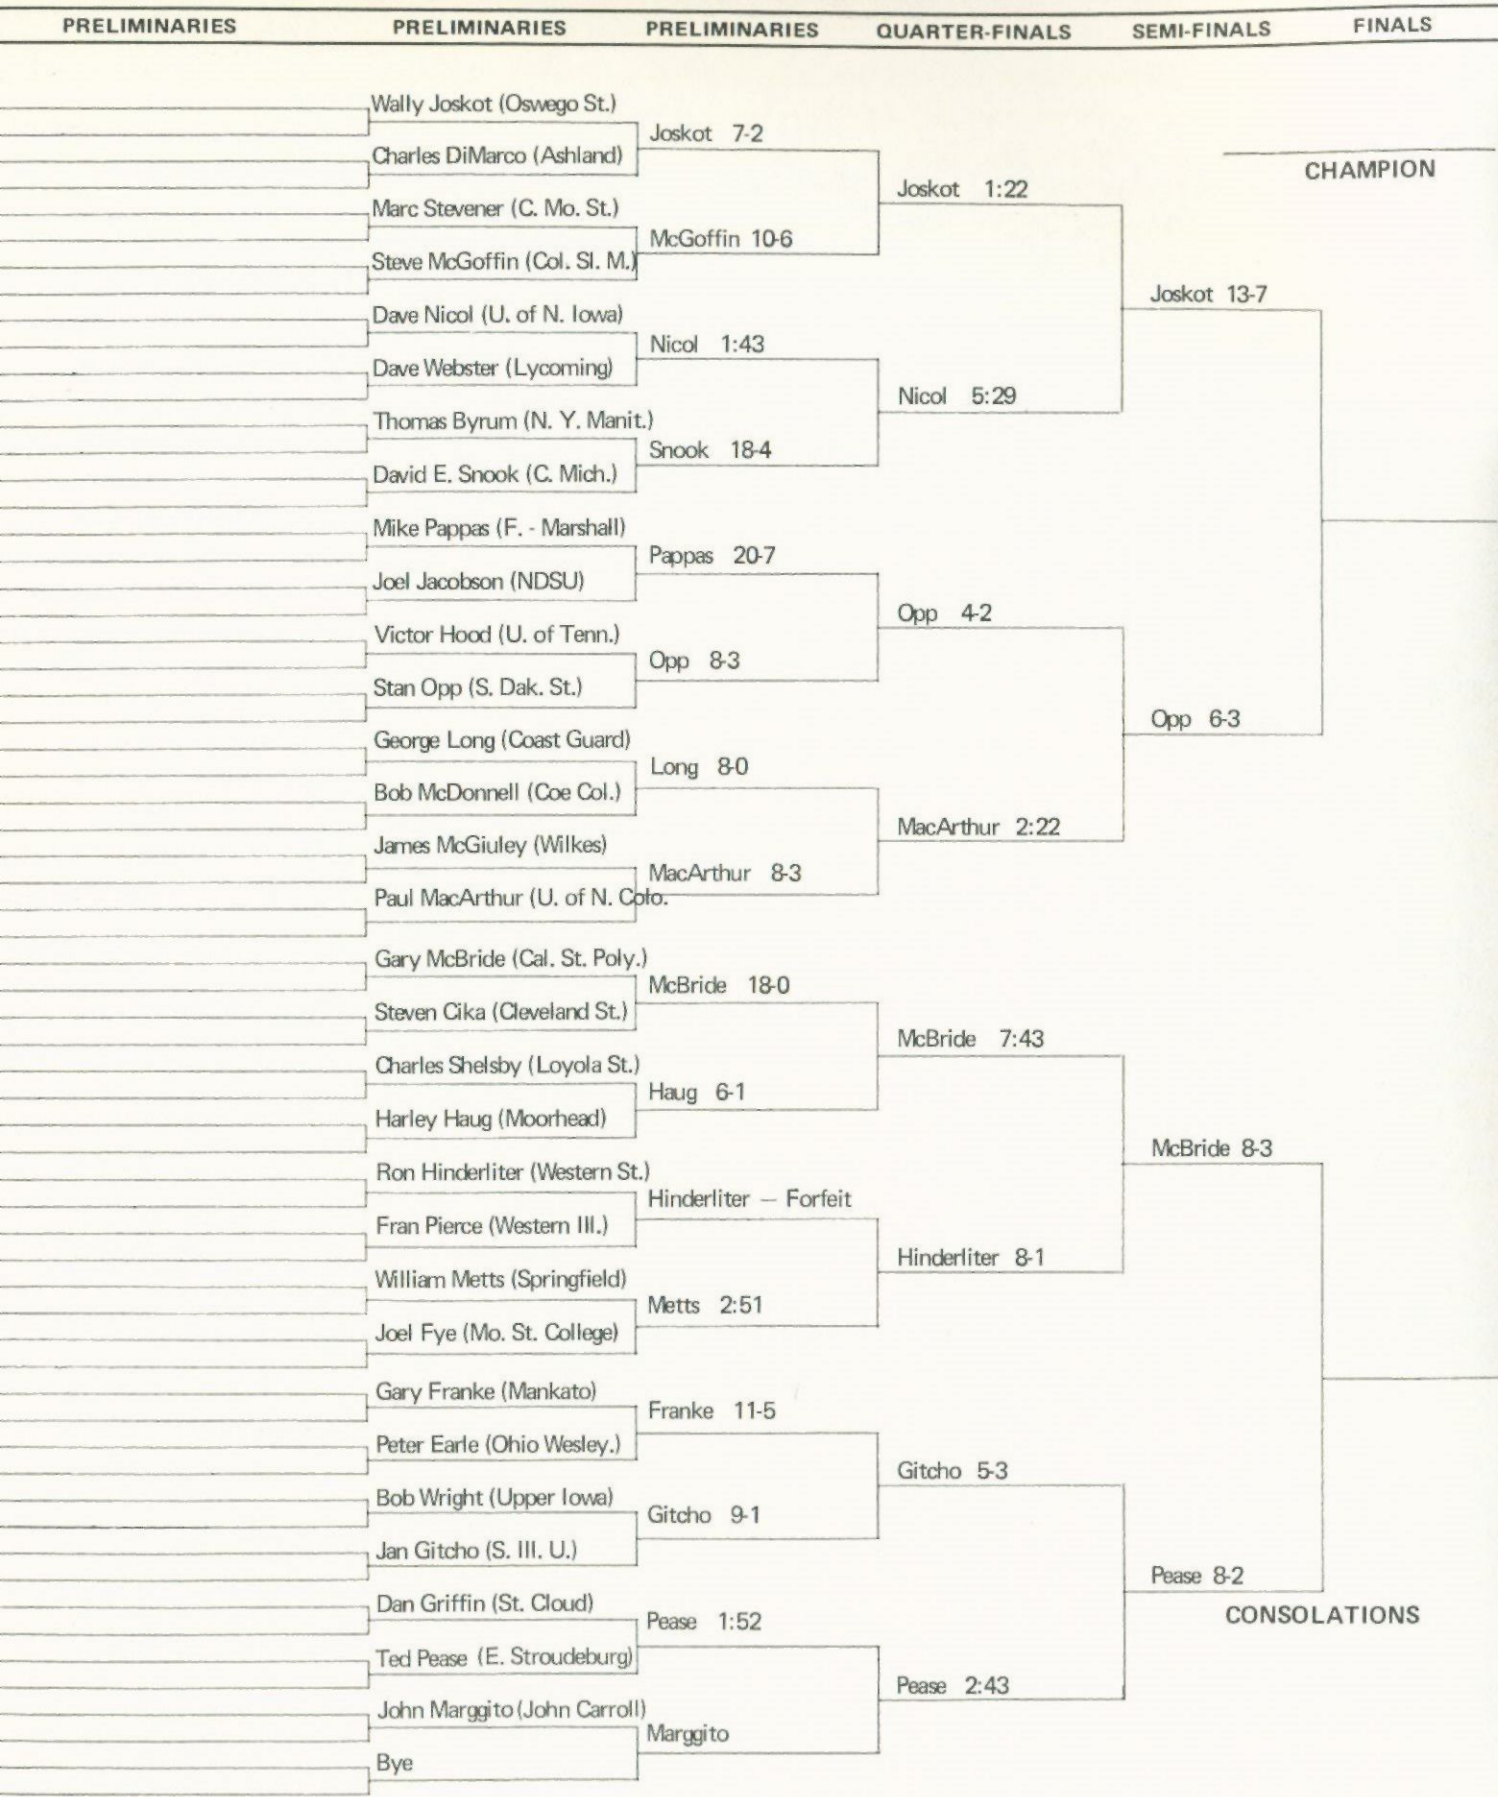 PRELIMINARIES PRELIMINARIES PRELIMINARIES QUARTER-FINALS SEMI-FINALS FINALS
Wally Joskot (Oswego St.)
Joskot 7-2
Charles DiMarco (Ashland)
CHAMPION
Joskot 1:22
Marc Stevener (C. Mo. St.)
McGoffin 10-6
Steve McGoffin (Col. Sl. M.)
Joskot 13-7
Dave Nicol (U. of N. Iowa)
Nicol 1:43
Dave Webster (Lycoming)
Nicol 5:29
Thomas Byrum (N. Y. Manit.)
Snook 18-4
David E. Snook (C. Mich.)
Mike Pappas (F. - Marshall)
Pappas 20-7
Joel Jacobson (NDSU)
Opp 4-2
Victor Hood (U. of Tenn.)
Opp 8-3
Stan Opp (S. Dak. St.)
Opp 6-3
George Long (Coast Guard)
Long 8-0
Bob McDonnell (Coe Col.)
MacArthur 2:22
James McGiuley (Wilkes)
MacArthur 8-3
Paul MacArthur (U. of N. Colo.
Gary McBride (Cal. St. Poly.)
McBride 18-0
Steven Cika (Cleveland St.)
McBride 7:43
Charles Shelsby (Loyola St.)
Haug 6-1
Harley Haug (Moorhead)
McBride 8-3
Ron Hinderliter (Western St.)
Hinderliter — Forfeit
Fran Pierce (Western Ill.)
Hinderliter 8-1
William Metts (Springfield)
Metts 2:51
Joel Fye (Mo. St. College)
Gary Franke (Mankato)
Franke 11-5
Peter Earle (Ohio Wesley.)
Gitcho 5-3
Bob Wright (Upper Iowa)
Gitcho 9-1
Jan Gitcho (S. Ill. U.)
Pease 8-2
Dan Griffin (St. Cloud)
CONSOLATIONS
Pease 1:52
Ted Pease (E. Stroudeburg)
Pease 2:43
John Marggito (John Carroll)
Marggito
Bye